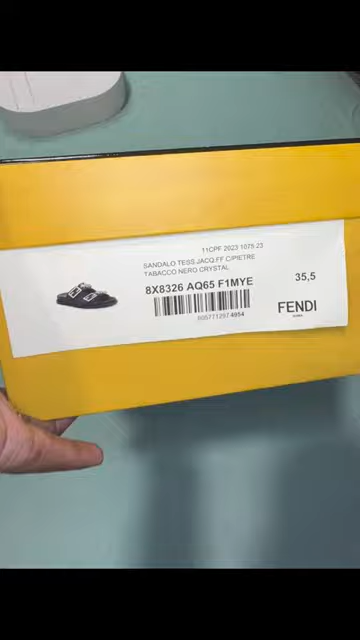 11CPF 2023 1075 23
SANDALO TESS.JACQ.FF C/PIETRE
TABACCO NERO CRYSTAL
8X8326 AQ65 F1MYE
35,5
FENDI